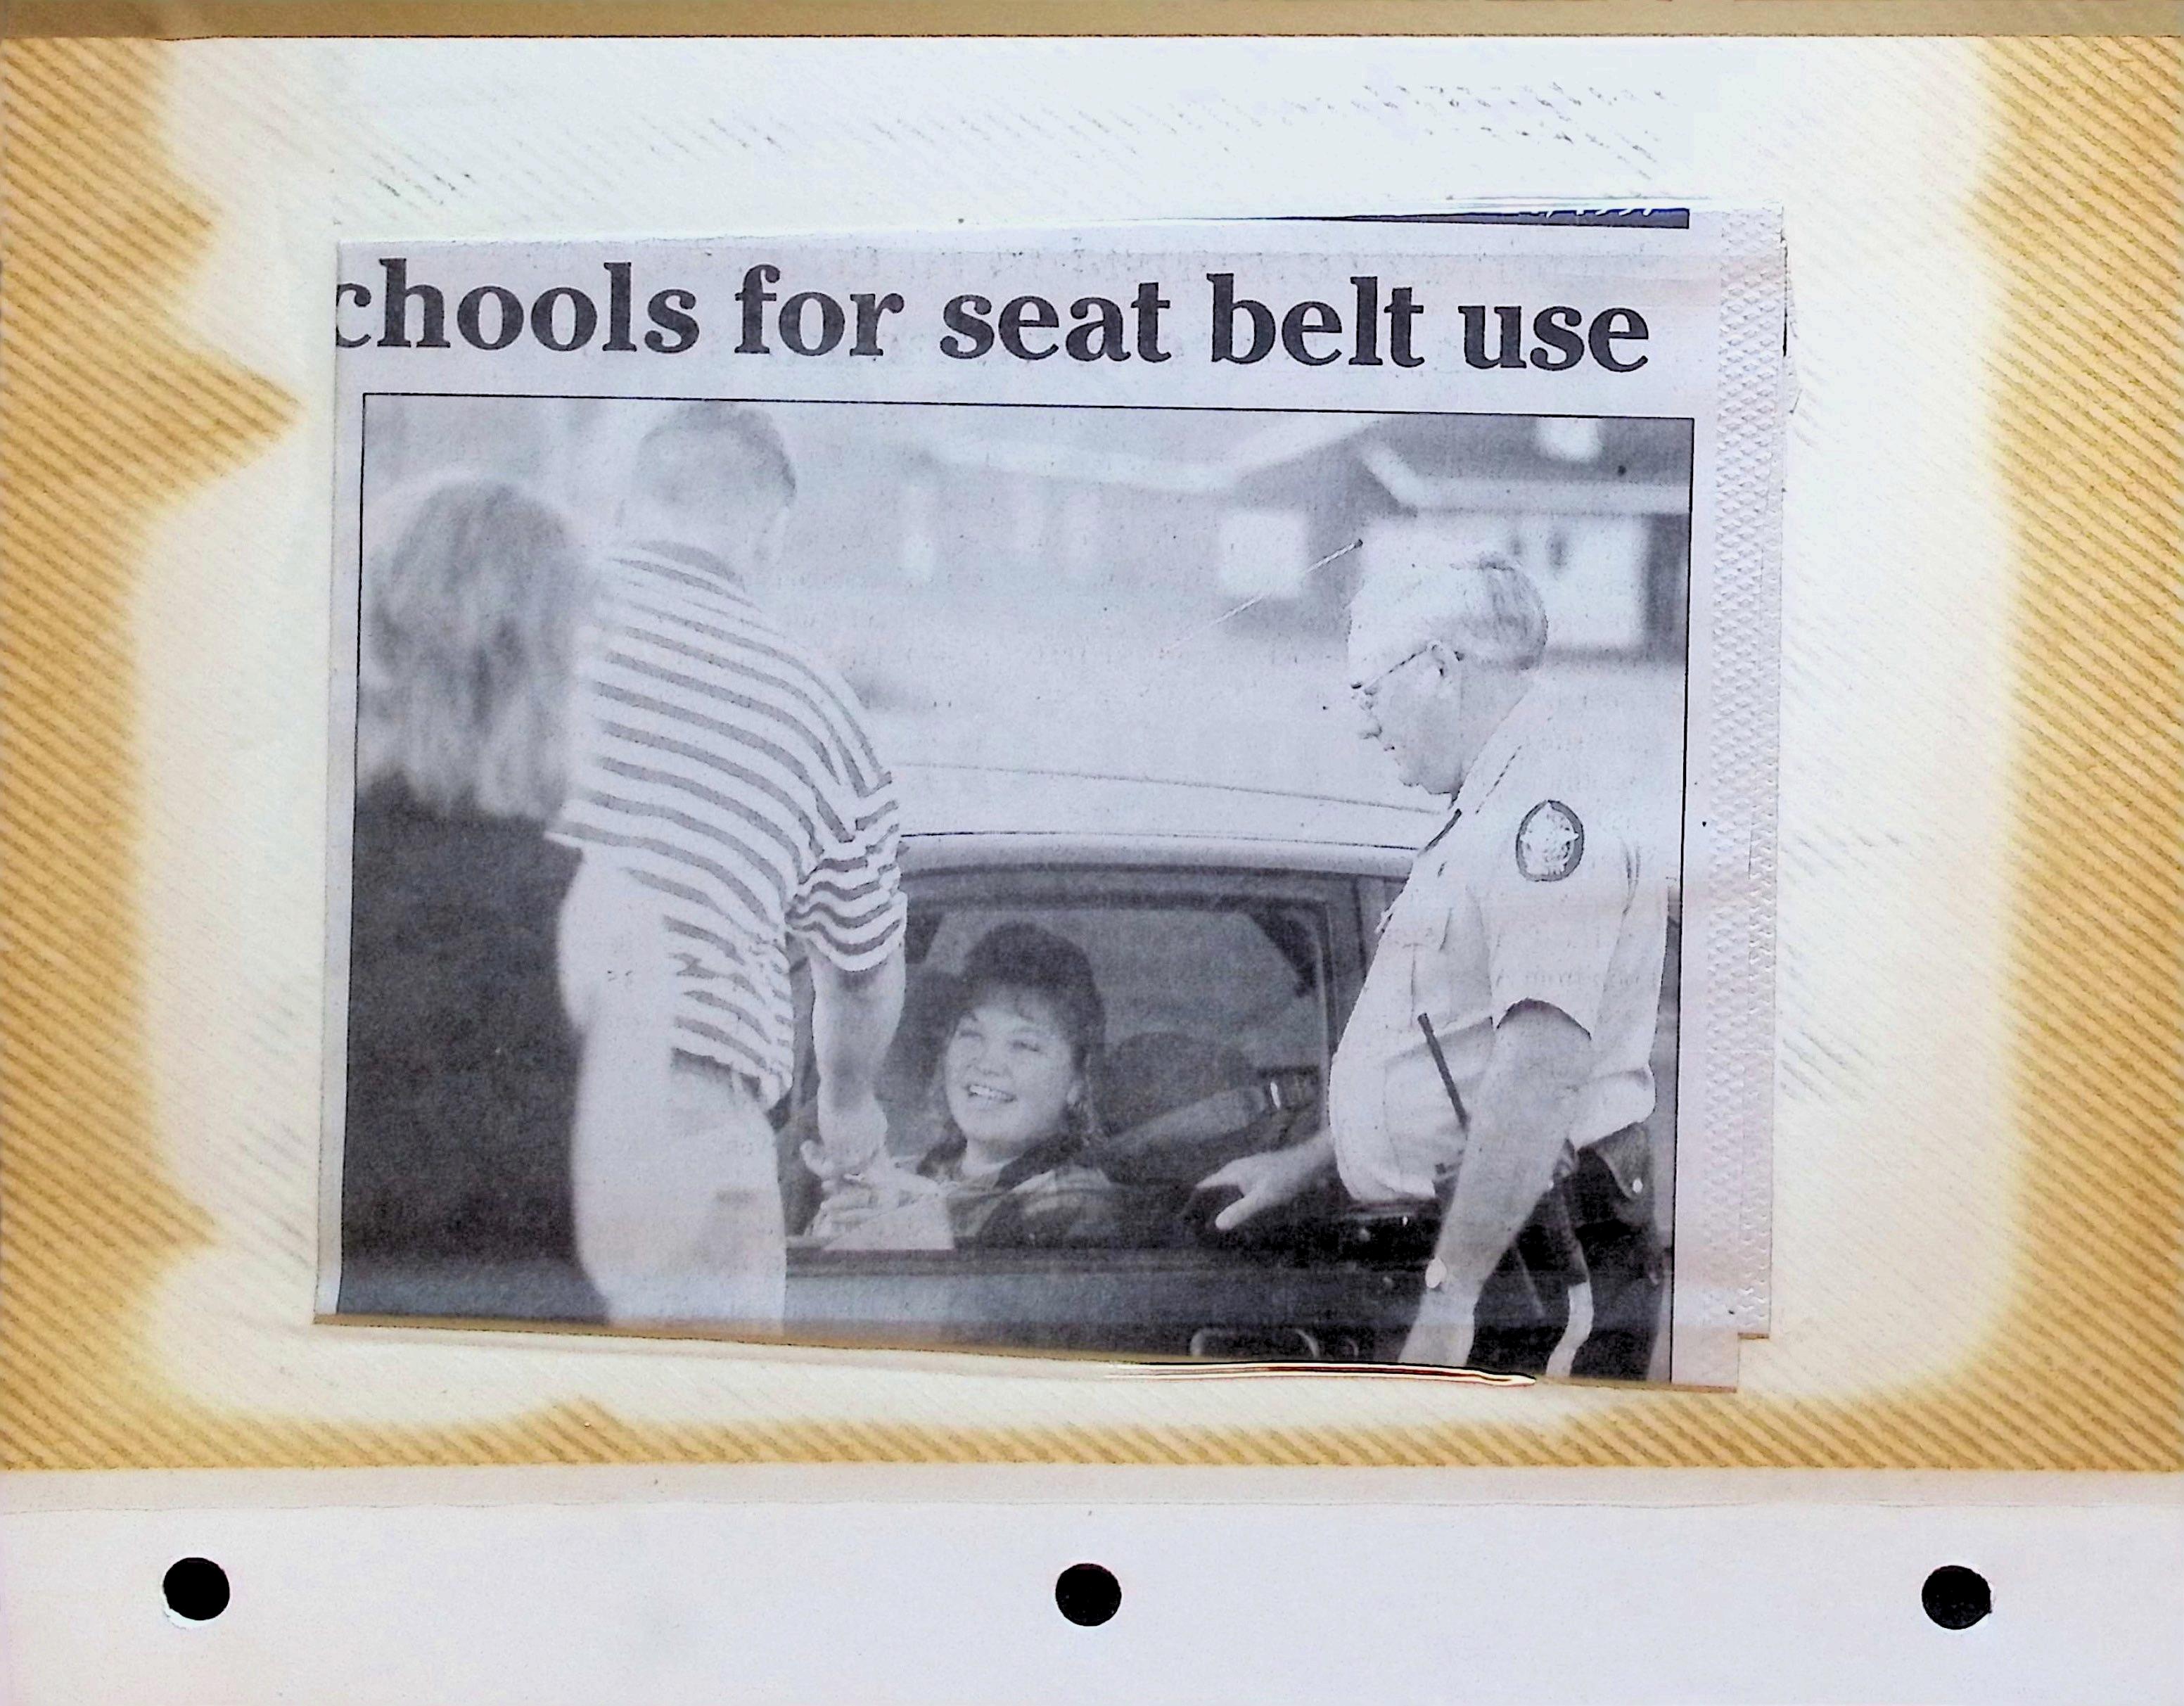 chools for seat belt use